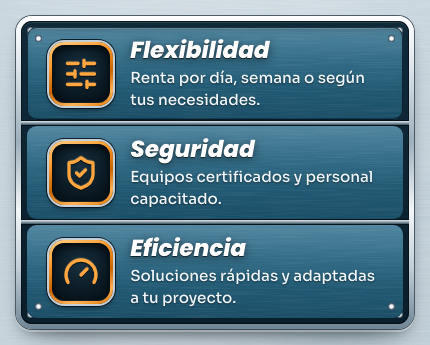 Flexibilidad
Renta por día, semana o según
tus necesidades.
Seguridad
Equipos certificados y personal
capacitado.
Eficiencia
Soluciones rápidas y adaptadas
a tu proyecto.